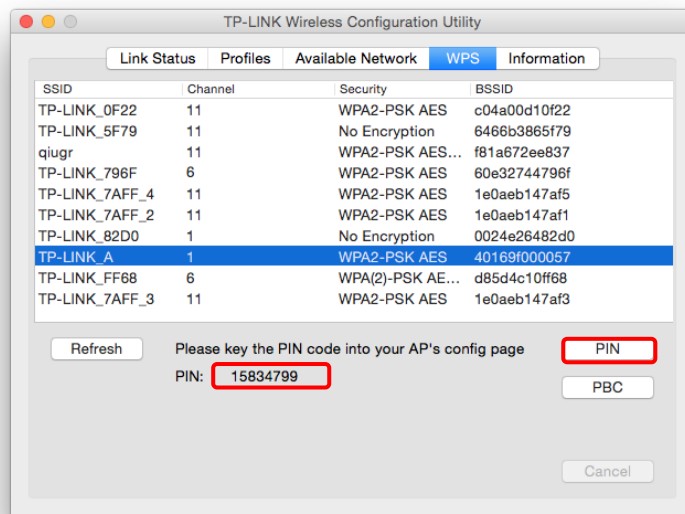 TP-LINK Wireless Configuration Utility
Link Status Profiles Available Network WPS Information
SSID Channel Security BSSID
TP-LINK_0F22 11 WPA2-PSK AES c04a00d10f22
TP-LINK_5F79 11 No Encryption 6466b3865f79
qiugr 11 WPA2-PSK AES... f81a672ee837
TP-LINK_796F 6 WPA2-PSK AES 60e32744796f
TP-LINK_7AFF_4 11 WPA2-PSK AES 1e0aeb147af5
TP-LINK_7AFF_2 11 WPA2-PSK AES 1e0aeb147af1
TP-LINK_82D0 1 No Encryption 0024e26482d0
TP-LINK_A 1 WPA2-PSK AES 40169f000057
TP-LINK_FF68 6 WPA(2)-PSK AE... d85d4c10ff68
TP-LINK_7AFF_3 11 WPA2-PSK AES 1e0aeb147af3
Refresh Please key the PIN code into your AP's config page PIN
PIN: 15834799
PBC
Cancel